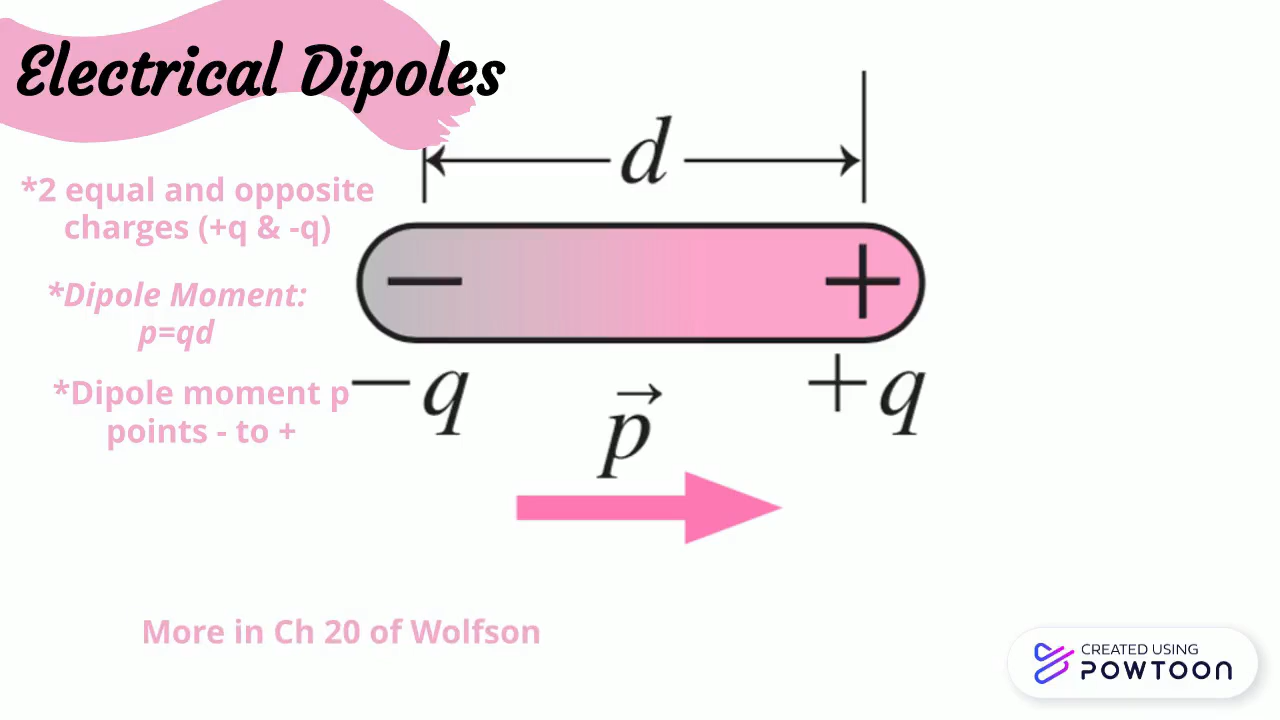 Electrical Dipoles
d
*2 equal and opposite
charges (+q & -q)
− +
*Dipole Moment:
p=qd
*Dipole moment p
points - to +
−q
p⃗
+q
More in Ch 20 of Wolfson
CREATED USING
POWTOON